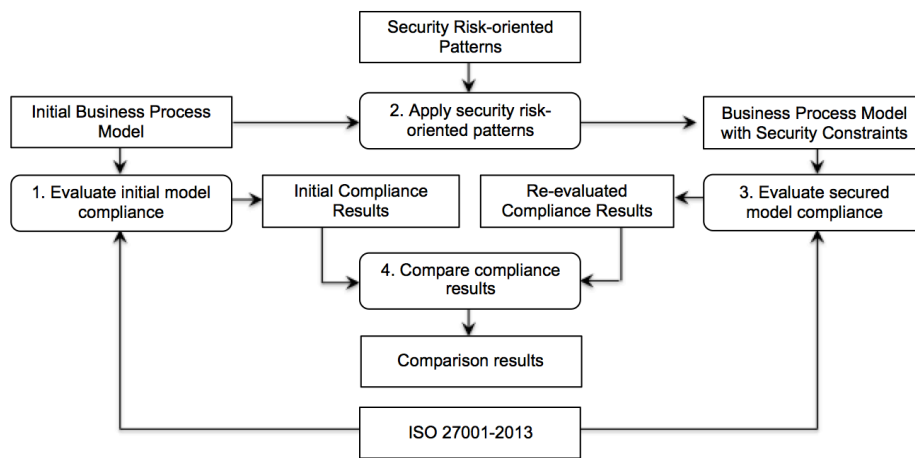 Security Risk-oriented
Patterns
Initial Business Process
Model
2. Apply security risk-
oriented patterns
Business Process Model
with Security Constraints
1. Evaluate initial model
compliance
Initial Compliance
Results
Re-evaluated
Compliance Results
3. Evaluate secured
model compliance
4. Compare compliance
results
Comparison results
ISO 27001-2013